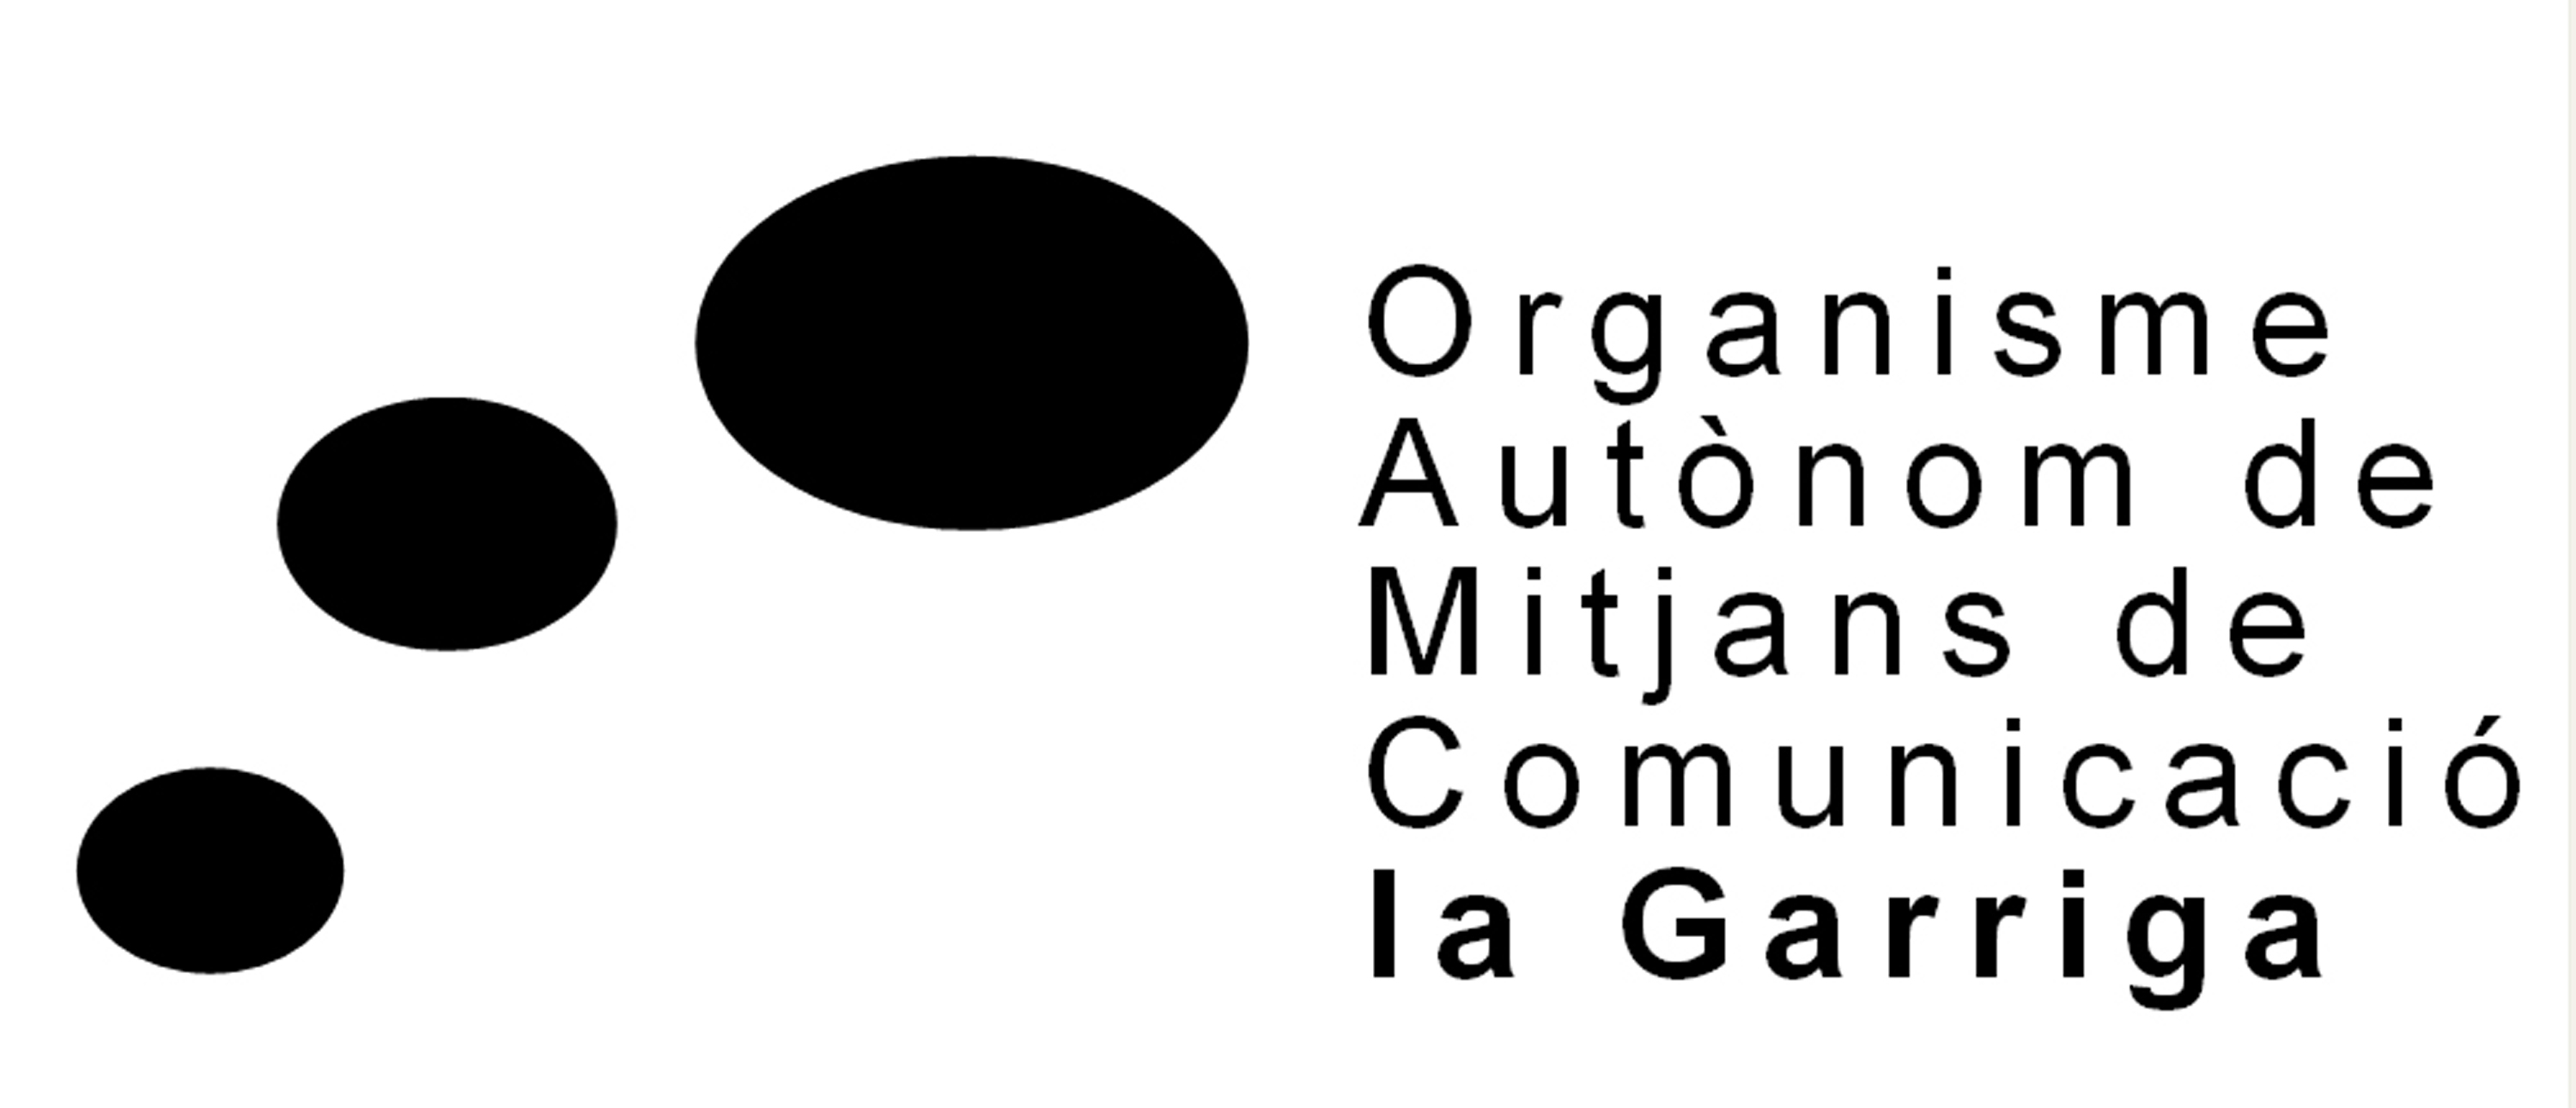 Organisme
Autònom de
Mitjans de
Comunicació
la Garriga